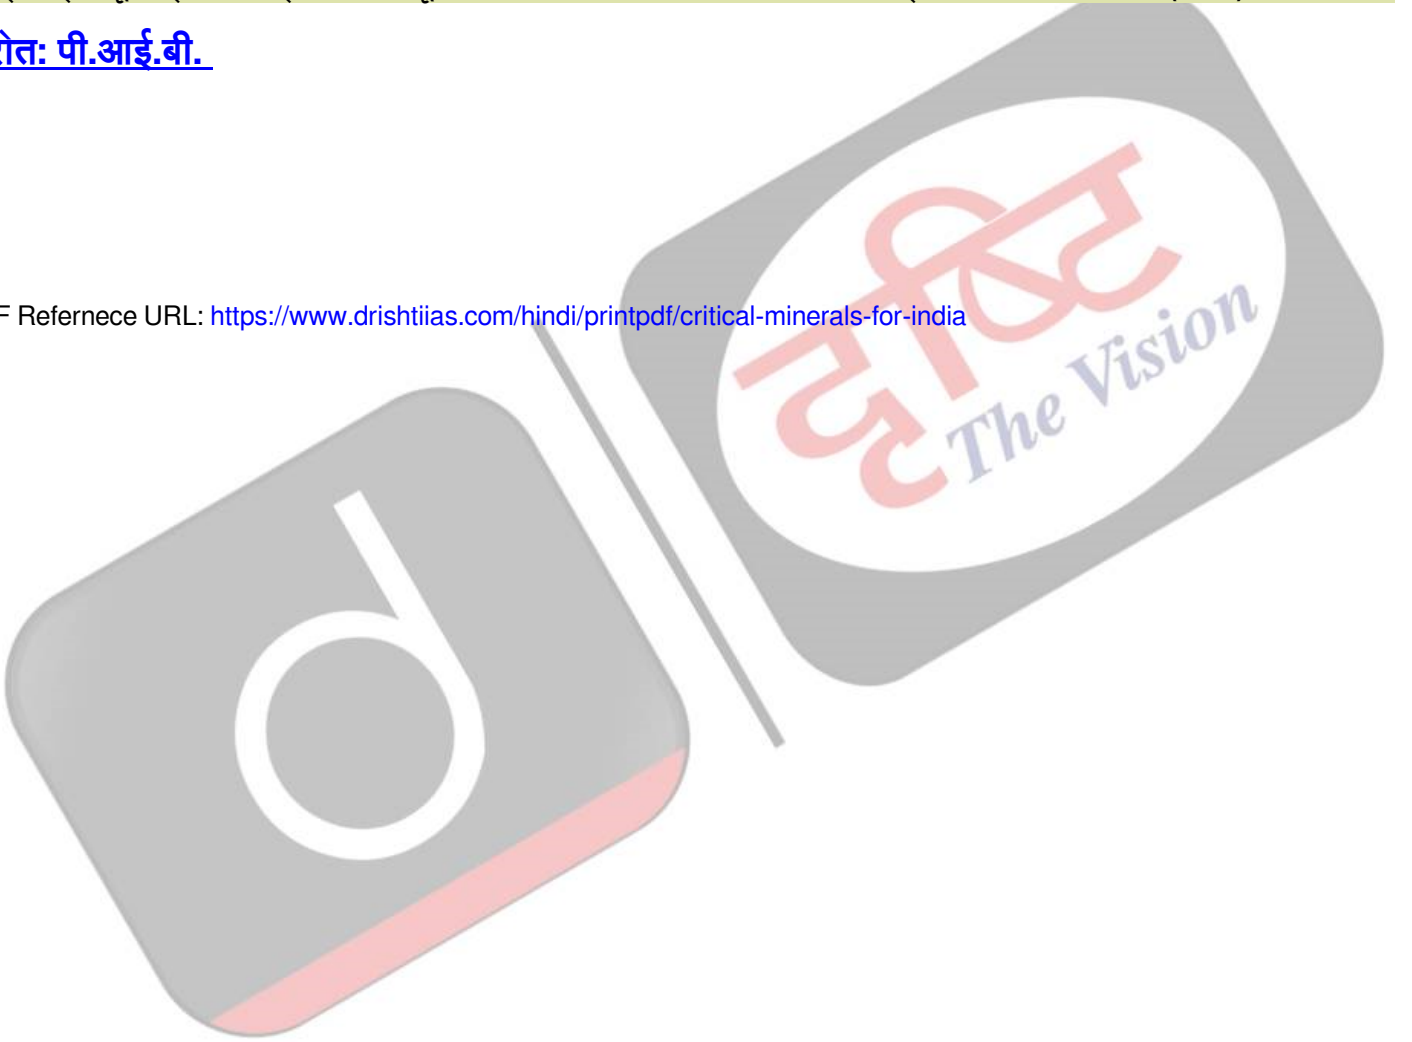 रोत: पी.आई.बी.
F Refernece URL: https://www.drishtiias.com/hindi/printpdf/critical-minerals-for-india
दृष्टि
The Vision
d